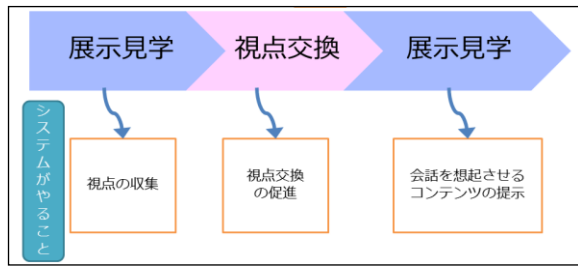 展示見学
視点交換
展示見学
システムがやること
視点の収集
視点交換
の促進
会話を想起させる
コンテンツの提示